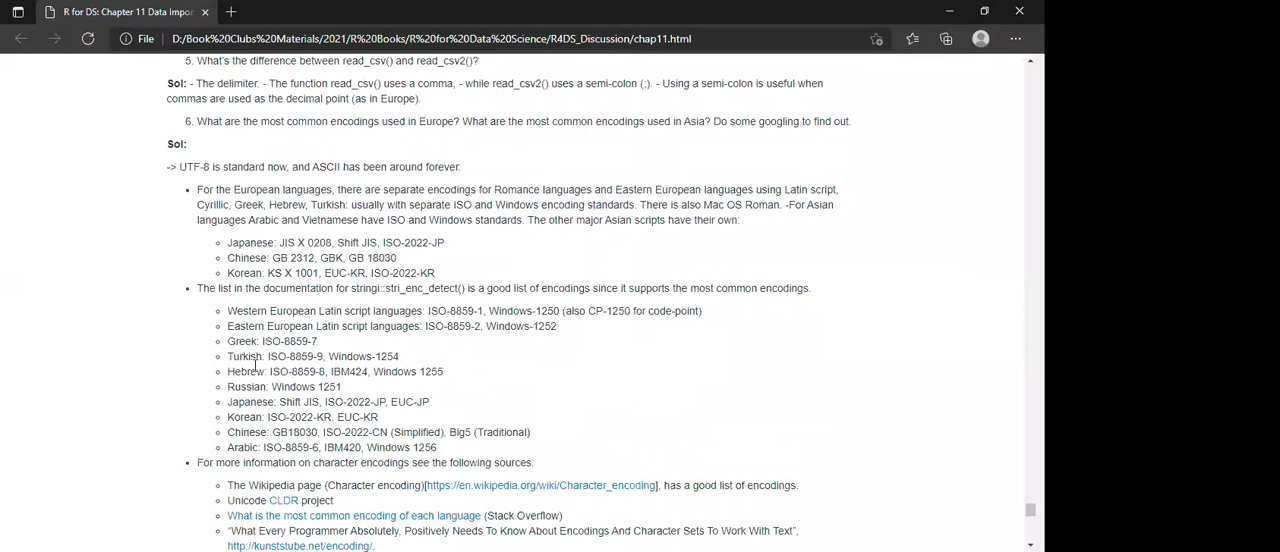 R for DS: Chapter 11 Data Impor
File
D:/Book%20Clubs%20Materials/2021/R%20Books/R%20for%20Data%20Science/R4DS_Discussion/chap11.html
5. What's the difference between read_csv() and read_csv2()?
Sol: - The delimiter. - The function read_csv() uses a comma, - while read_csv2() uses a semi-colon (;). - Using a semi-colon is useful when
commas are used as the decimal point (as in Europe).
6. What are the most common encodings used in Europe? What are the most common encodings used in Asia? Do some googling to find out.
Sol:
-> UTF-8 is standard now, and ASCII has been around forever.
• For the European languages, there are separate encodings for Romance languages and Eastern European languages using Latin script,
Cyrillic, Greek, Hebrew, Turkish: usually with separate ISO and Windows encoding standards. There is also Mac OS Roman. -For Asian
languages Arabic and Vietnamese have ISO and Windows standards. The other major Asian scripts have their own:
◦ Japanese: JIS X 0208, Shift JIS, ISO-2022-JP
◦ Chinese: GB 2312, GBK, GB 18030
◦ Korean: KS X 1001, EUC-KR, ISO-2022-KR
• The list in the documentation for stringi::stri_enc_detect() is a good list of encodings since it supports the most common encodings.
◦ Western European Latin script languages: ISO-8859-1, Windows-1250 (also CP-1250 for code-point)
◦ Eastern European Latin script languages: ISO-8859-2, Windows-1252
◦ Greek: ISO-8859-7
◦ Turkish: ISO-8859-9, Windows-1254
◦ Hebrew: ISO-8859-8, IBM424, Windows 1255
◦ Russian: Windows 1251
◦ Japanese: Shift JIS, ISO-2022-JP, EUC-JP
◦ Korean: ISO-2022-KR, EUC-KR
◦ Chinese: GB18030, ISO-2022-CN (Simplified), Big5 (Traditional)
◦ Arabic: ISO-8859-6, IBM420, Windows 1256
• For more information on character encodings see the following sources:
◦ The Wikipedia page (Character encoding)[https://en.wikipedia.org/wiki/Character_encoding], has a good list of encodings.
◦ Unicode CLDR project
◦ What is the most common encoding of each language (Stack Overflow)
◦ “What Every Programmer Absolutely, Positively Needs To Know About Encodings And Character Sets To Work With Text”,
http://kunststube.net/encoding/.